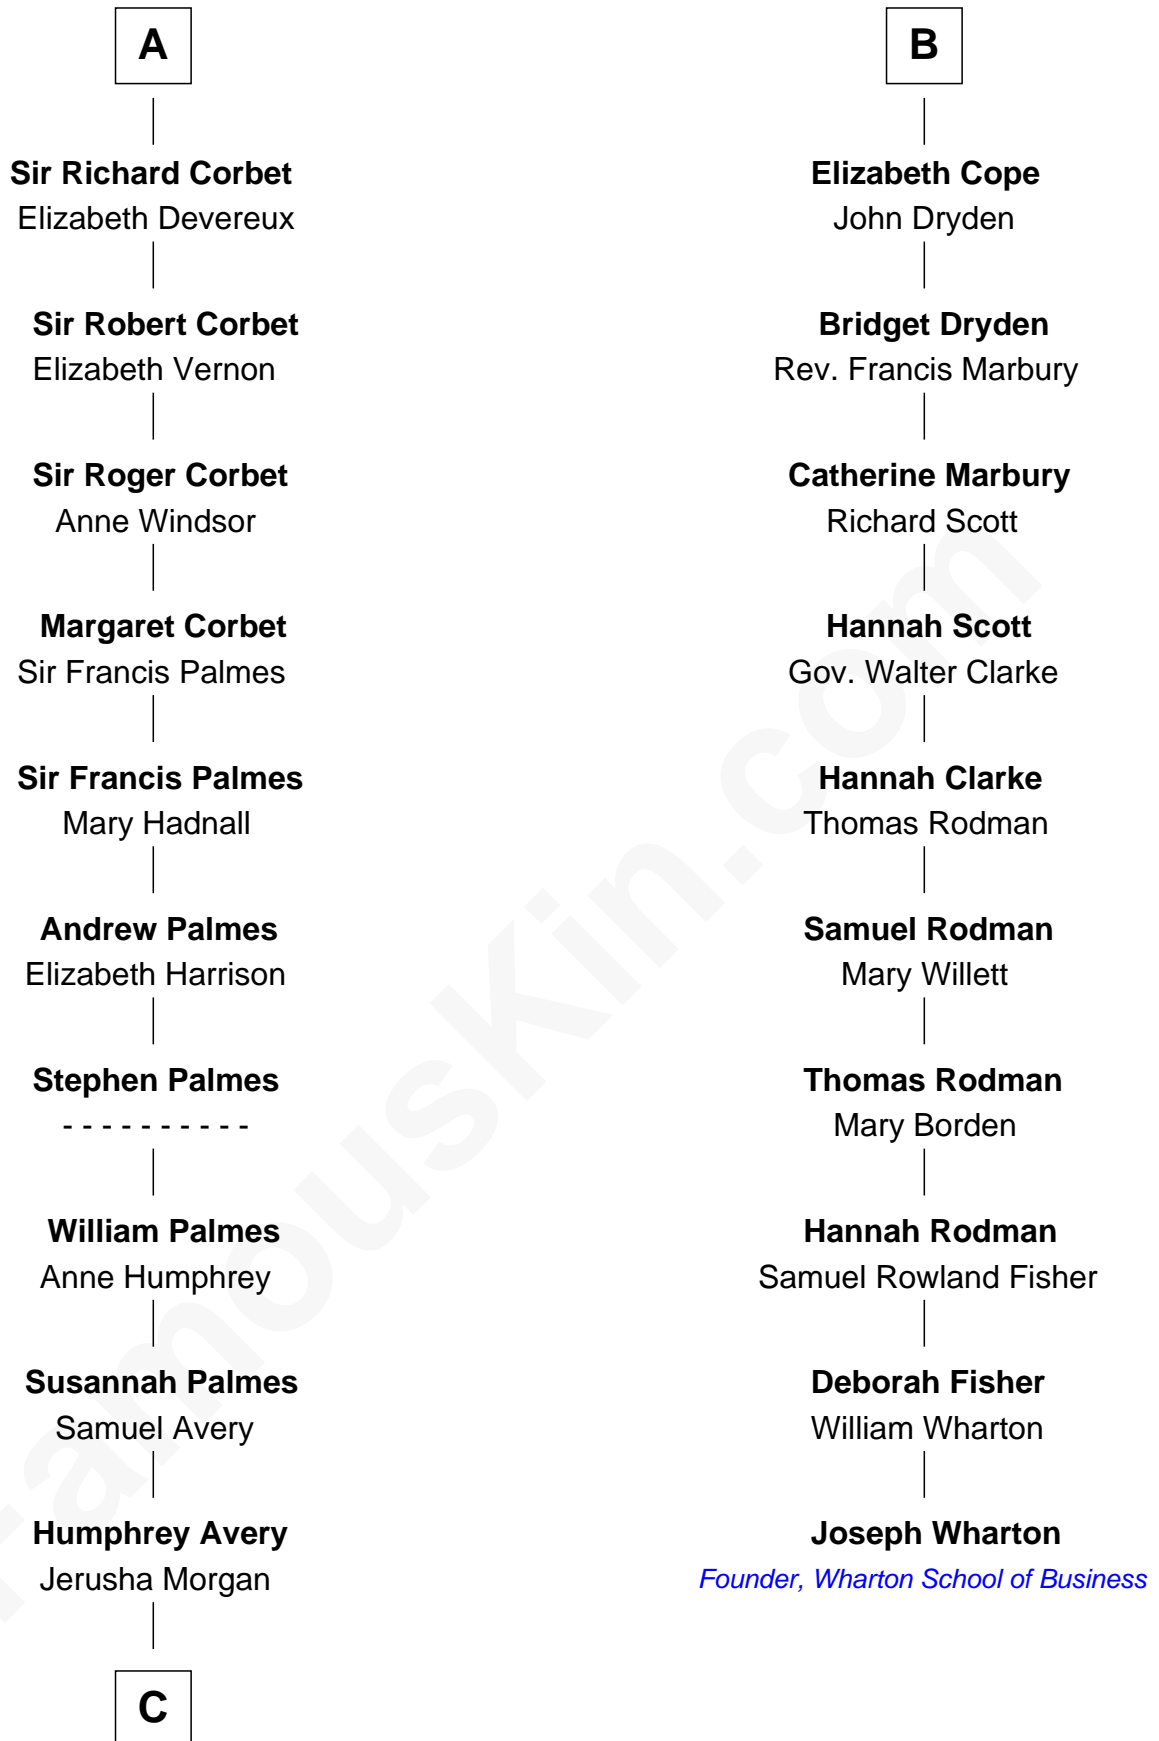 A
Sir Richard Corbet
Elizabeth Devereux
Sir Robert Corbet
Elizabeth Vernon
Sir Roger Corbet
Anne Windsor
Margaret Corbet
Sir Francis Palmes
Sir Francis Palmes
Mary Hadnall
Andrew Palmes
Elizabeth Harrison
Stephen Palmes
- - - - - - - - - -
William Palmes
Anne Humphrey
Susannah Palmes
Samuel Avery
Humphrey Avery
Jerusha Morgan
C
B
Elizabeth Cope
John Dryden
Bridget Dryden
Rev. Francis Marbury
Catherine Marbury
Richard Scott
Hannah Scott
Gov. Walter Clarke
Hannah Clarke
Thomas Rodman
Samuel Rodman
Mary Willett
Thomas Rodman
Mary Borden
Hannah Rodman
Samuel Rowland Fisher
Deborah Fisher
William Wharton
Joseph Wharton
Founder, Wharton School of Business
FamousKin.com